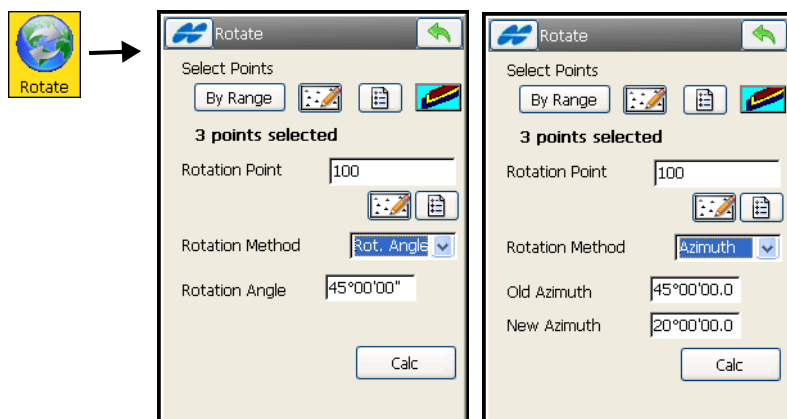 Rotate
Rotate
Select Points
By Range
3 points selected
Rotation Point 100
Rotation Method Rot. Angle
Rotation Angle 45°00'00"
Calc
Rotate
Select Points
By Range
3 points selected
Rotation Point 100
Rotation Method Azimuth
Old Azimuth 45°00'00.0
New Azimuth 20°00'00.0
Calc